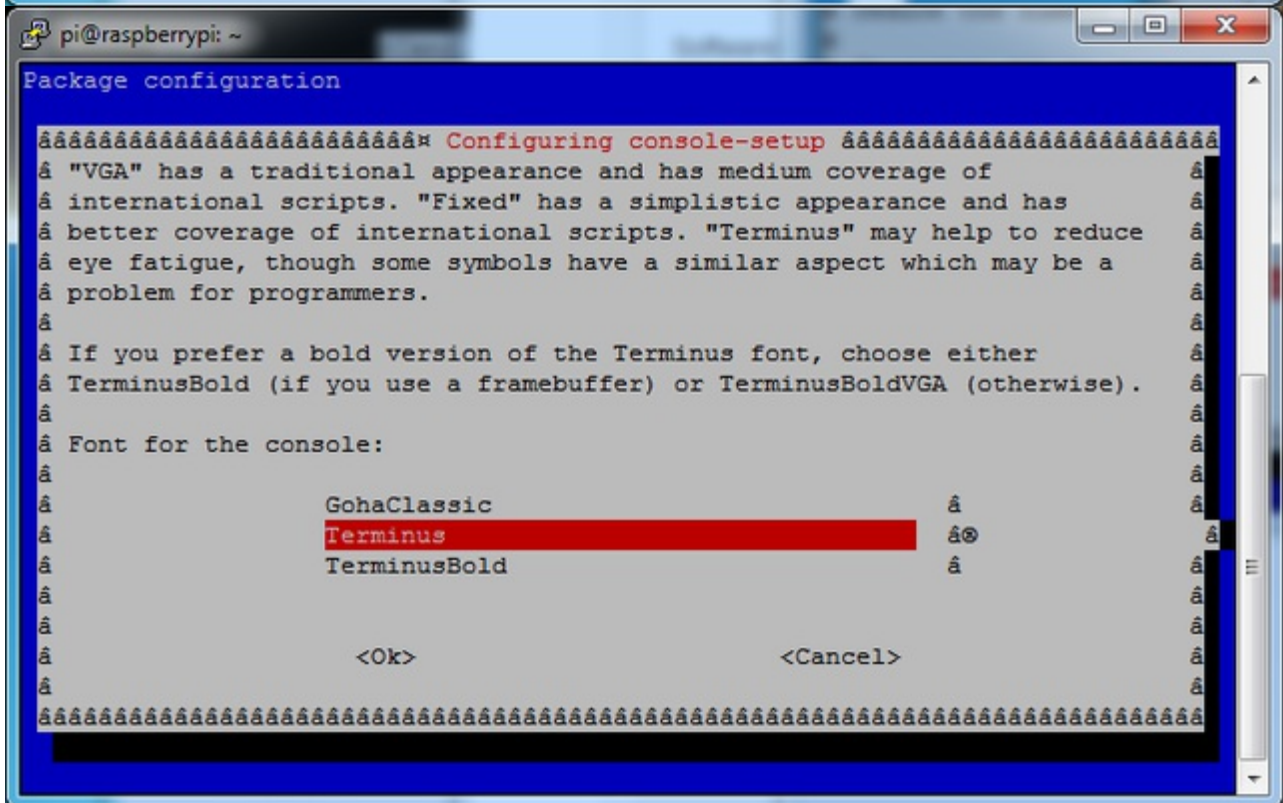 pi@raspberrypi: ~
Package configuration
ââââââââââââââââââââââââââ¤ Configuring console-setup âââââââââââââââââââââââââ
â "VGA" has a traditional appearance and has medium coverage of â
â international scripts. "Fixed" has a simplistic appearance and has â
â better coverage of international scripts. "Terminus" may help to reduce â
â eye fatigue, though some symbols have a similar aspect which may be a â
â problem for programmers. â
â â
â If you prefer a bold version of the Terminus font, choose either â
â TerminusBold (if you use a framebuffer) or TerminusBoldVGA (otherwise). â
â â
â Font for the console: â
â â
â GohaClassic â â
â Terminus â® â
â TerminusBold â â
â â
â â
â <Ok> <Cancel> â
â â
âââââââââââââââââââââââââââââââââââââââââââââââââââââââââââââââââââââââââââââ